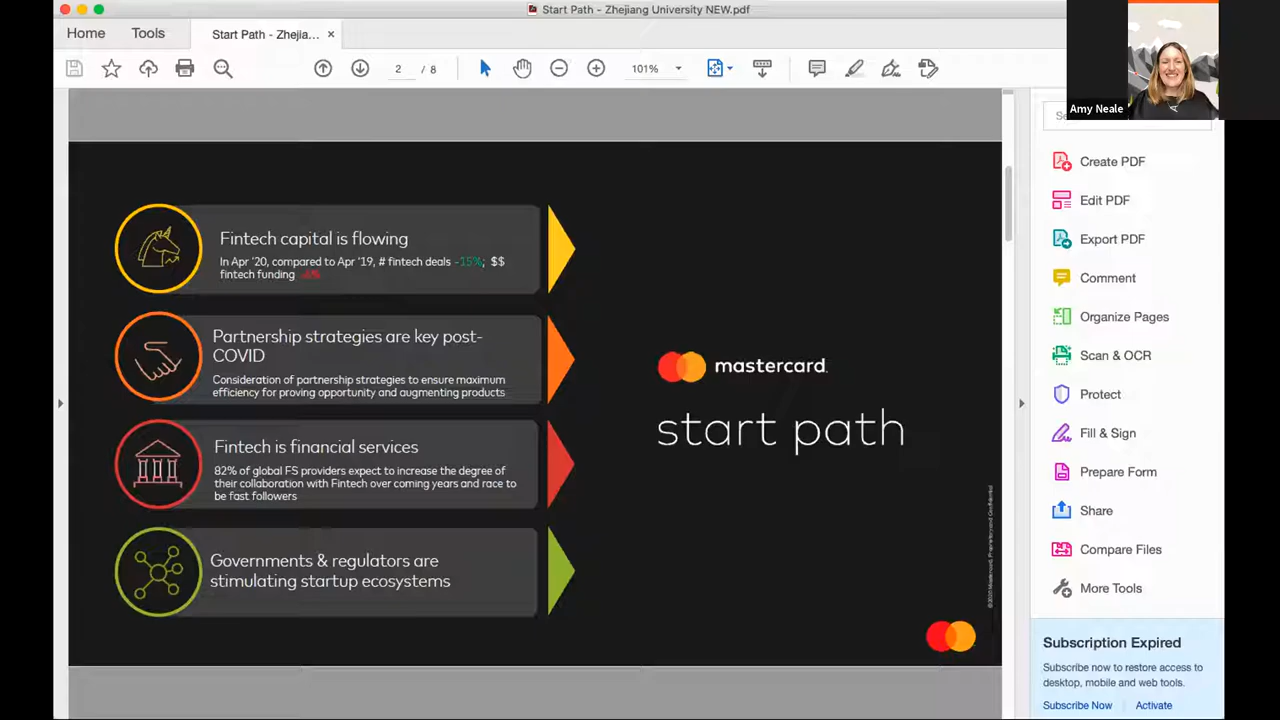 Start Path - Zhejiang University NEW.pdf
Home Tools Start Path - Zhejia... ×
2 / 8 101%
Amy Neale
Fintech capital is flowing
In Apr '20, compared to Apr '19, # fintech deals -15%; $$
fintech funding
Partnership strategies are key post-
COVID
Consideration of partnership strategies to ensure maximum
efficiency for proving opportunity and augmenting products
Fintech is financial services
82% of global FS providers expect to increase the degree of
their collaboration with Fintech over coming years and race to
be fast followers
Governments & regulators are
stimulating startup ecosystems
mastercard.
start path
©2020 Mastercard. Proprietary and Confidential
Create PDF
Edit PDF
Export PDF
Comment
Organize Pages
Scan & OCR
Protect
Fill & Sign
Prepare Form
Share
Compare Files
More Tools
Subscription Expired
Subscribe now to restore access to
desktop, mobile and web tools.
Subscribe Now Activate